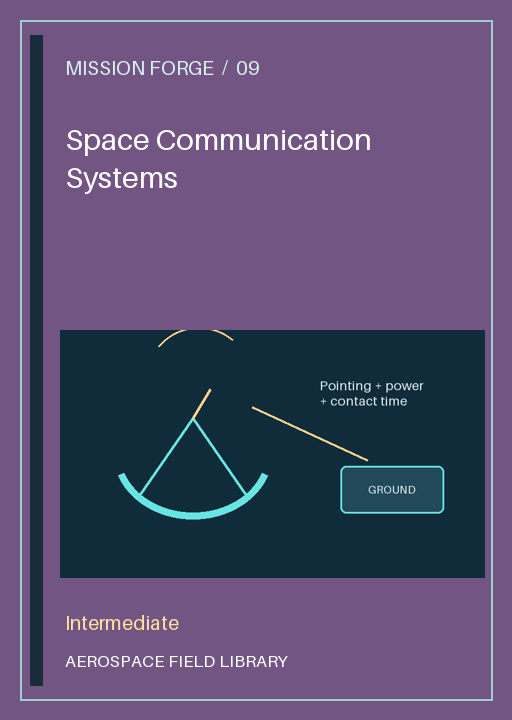 MISSION FORGE / 09
Space Communication
Systems
Pointing + power
+ contact time
GROUND
Intermediate
AEROSPACE FIELD LIBRARY